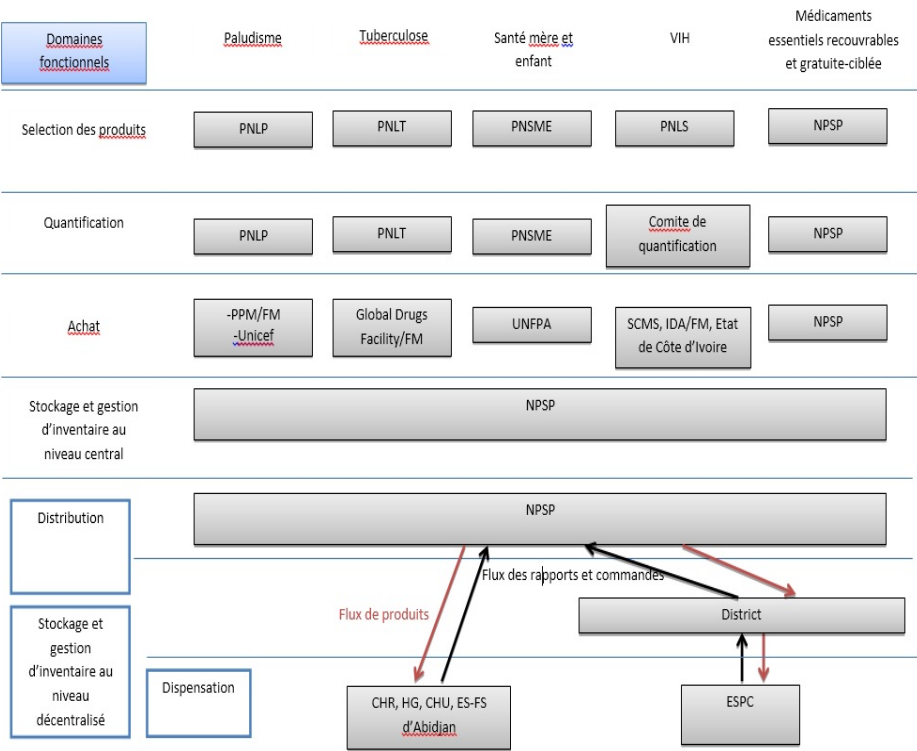 Domaines
fonctionnels
Paludisme
Tuberculose
Santé mère et
enfant
VIH
Médicaments
essentiels recouvrables
et gratuite-ciblée
Selection des produits
PNLP
PNLT
PNSME
PNLS
NPSP
Quantification
PNLP
PNLT
PNSME
Comite de
quantification
NPSP
Achat
-PPM/FM
-Unicef
Global Drugs
Facility/FM
UNFPA
SCMS, IDA/FM, Etat
de Côte d'Ivoire
NPSP
Stockage et gestion
d'inventaire au
niveau central
NPSP
Distribution
NPSP
Flux des rapports et commandes
Flux de produits
District
Stockage et
gestion
d'inventaire au
niveau
décentralisé
Dispensation
CHR, HG, CHU, ES-FS
d'Abidjan
ESPC